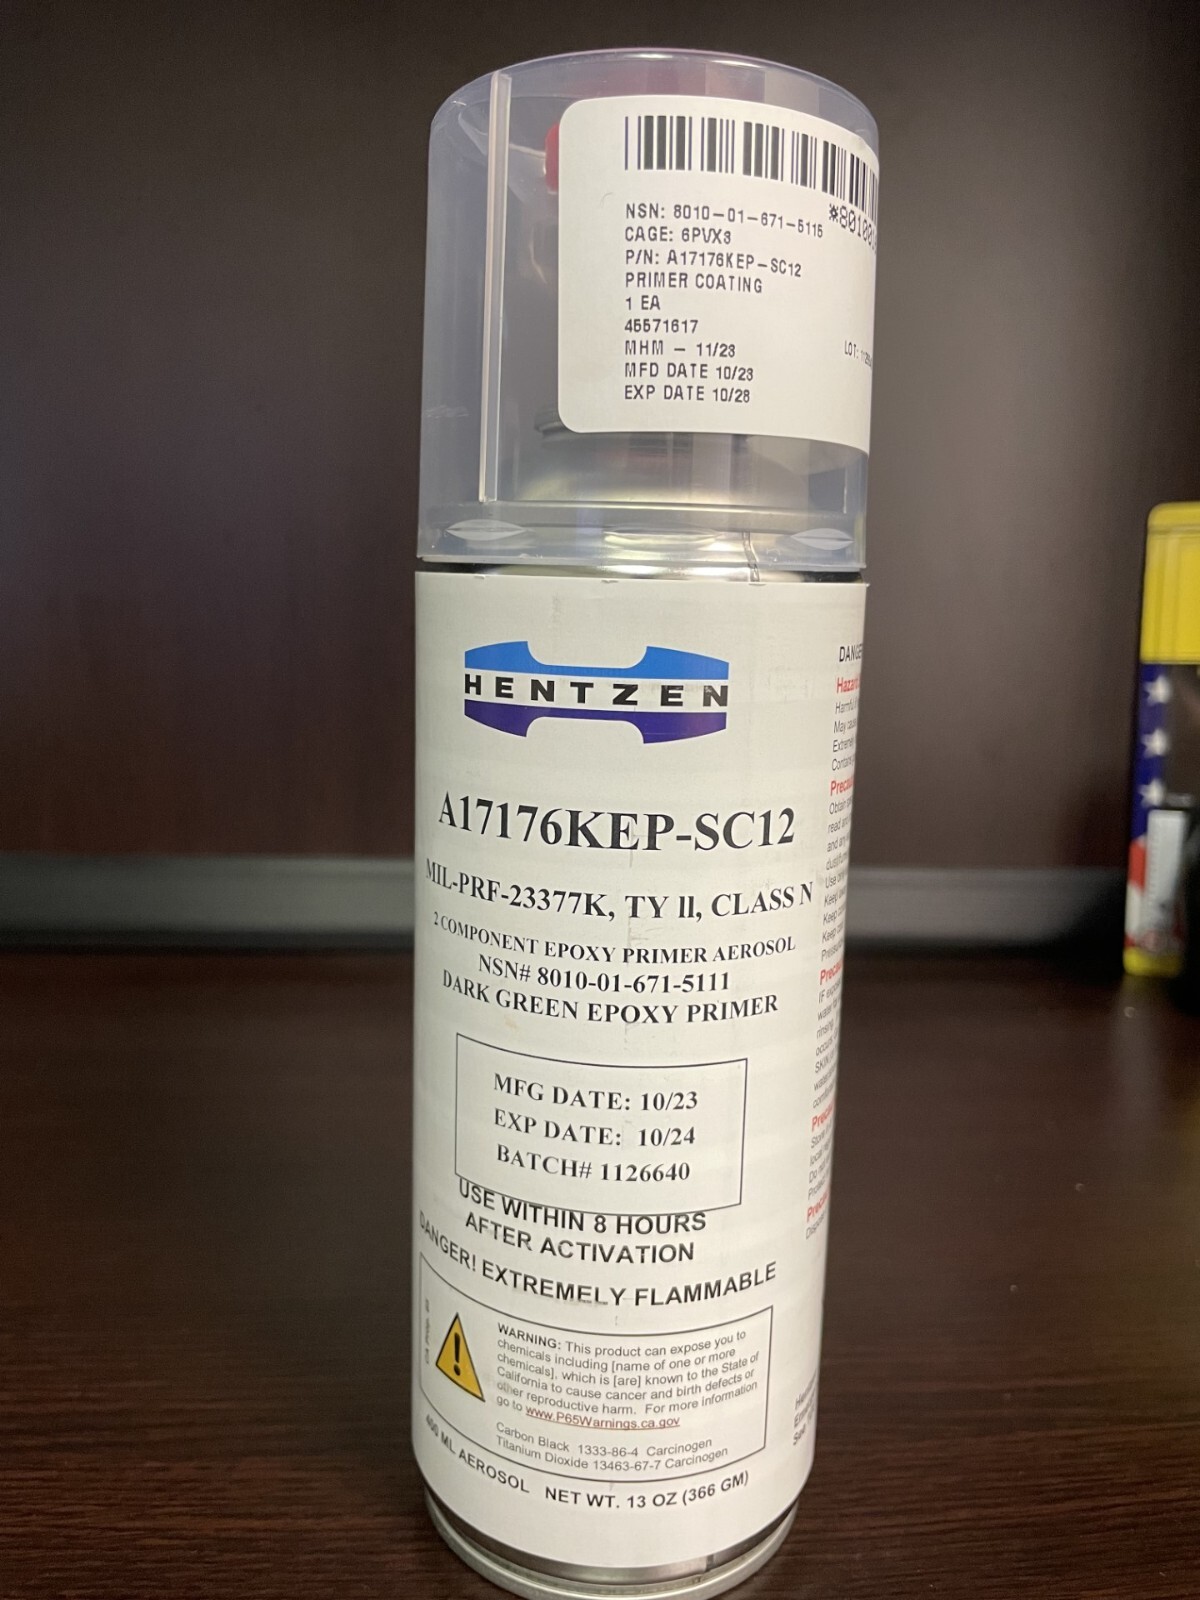 *80100
NSN: 8010-01-671-5115
CAGE: 6PVX3
P/N: A17176KEP-SC12
PRIMER COATING
1 EA
45571617
MHM - 11/23
MFD DATE 10/23
EXP DATE 10/28
LOT:
HENTZEN
A17176KEP-SC12
MIL-PRF-23377K, TY ll, CLASS N
2 COMPONENT EPOXY PRIMER AEROSOL
NSN# 8010-01-671-5111
DARK GREEN EPOXY PRIMER
MFG DATE: 10/23
EXP DATE: 10/24
BATCH# 1126640
USE WITHIN 8 HOURS
AFTER ACTIVATION
DANGER! EXTREMELY FLAMMABLE
WARNING: This product can expose you to
chemicals including [name of one or more
chemicals], which is [are] known to the State of
California to cause cancer and birth defects or
other reproductive harm. For more information
go to www.P65Warnings.ca.gov
Carbon Black 1333-86-4 Carcinogen
Titanium Dioxide 13463-67-7 Carcinogen
400 ML AEROSOL NET WT. 13 OZ (366 GM)